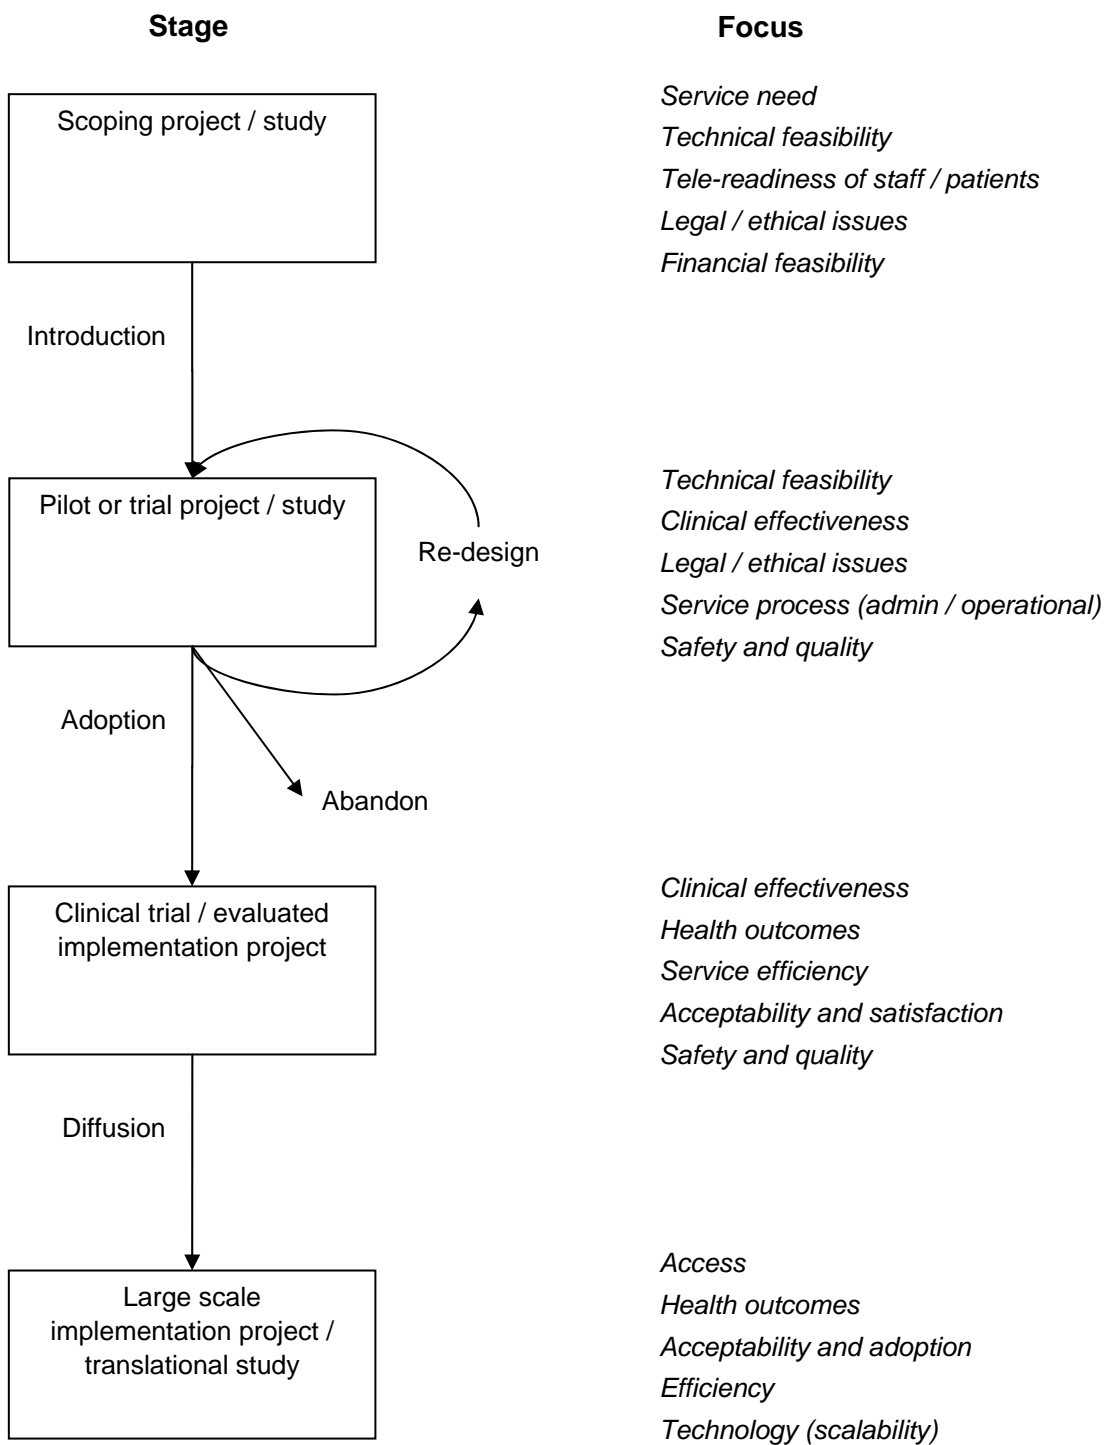 Stage
Focus
Scoping project / study
Service need
Technical feasibility
Tele-readiness of staff / patients
Legal / ethical issues
Financial feasibility
Introduction
Pilot or trial project / study
Re-design
Technical feasibility
Clinical effectiveness
Legal / ethical issues
Service process (admin / operational)
Safety and quality
Adoption
Abandon
Clinical trial / evaluated
implementation project
Clinical effectiveness
Health outcomes
Service efficiency
Acceptability and satisfaction
Safety and quality
Diffusion
Large scale
implementation project /
translational study
Access
Health outcomes
Acceptability and adoption
Efficiency
Technology (scalability)